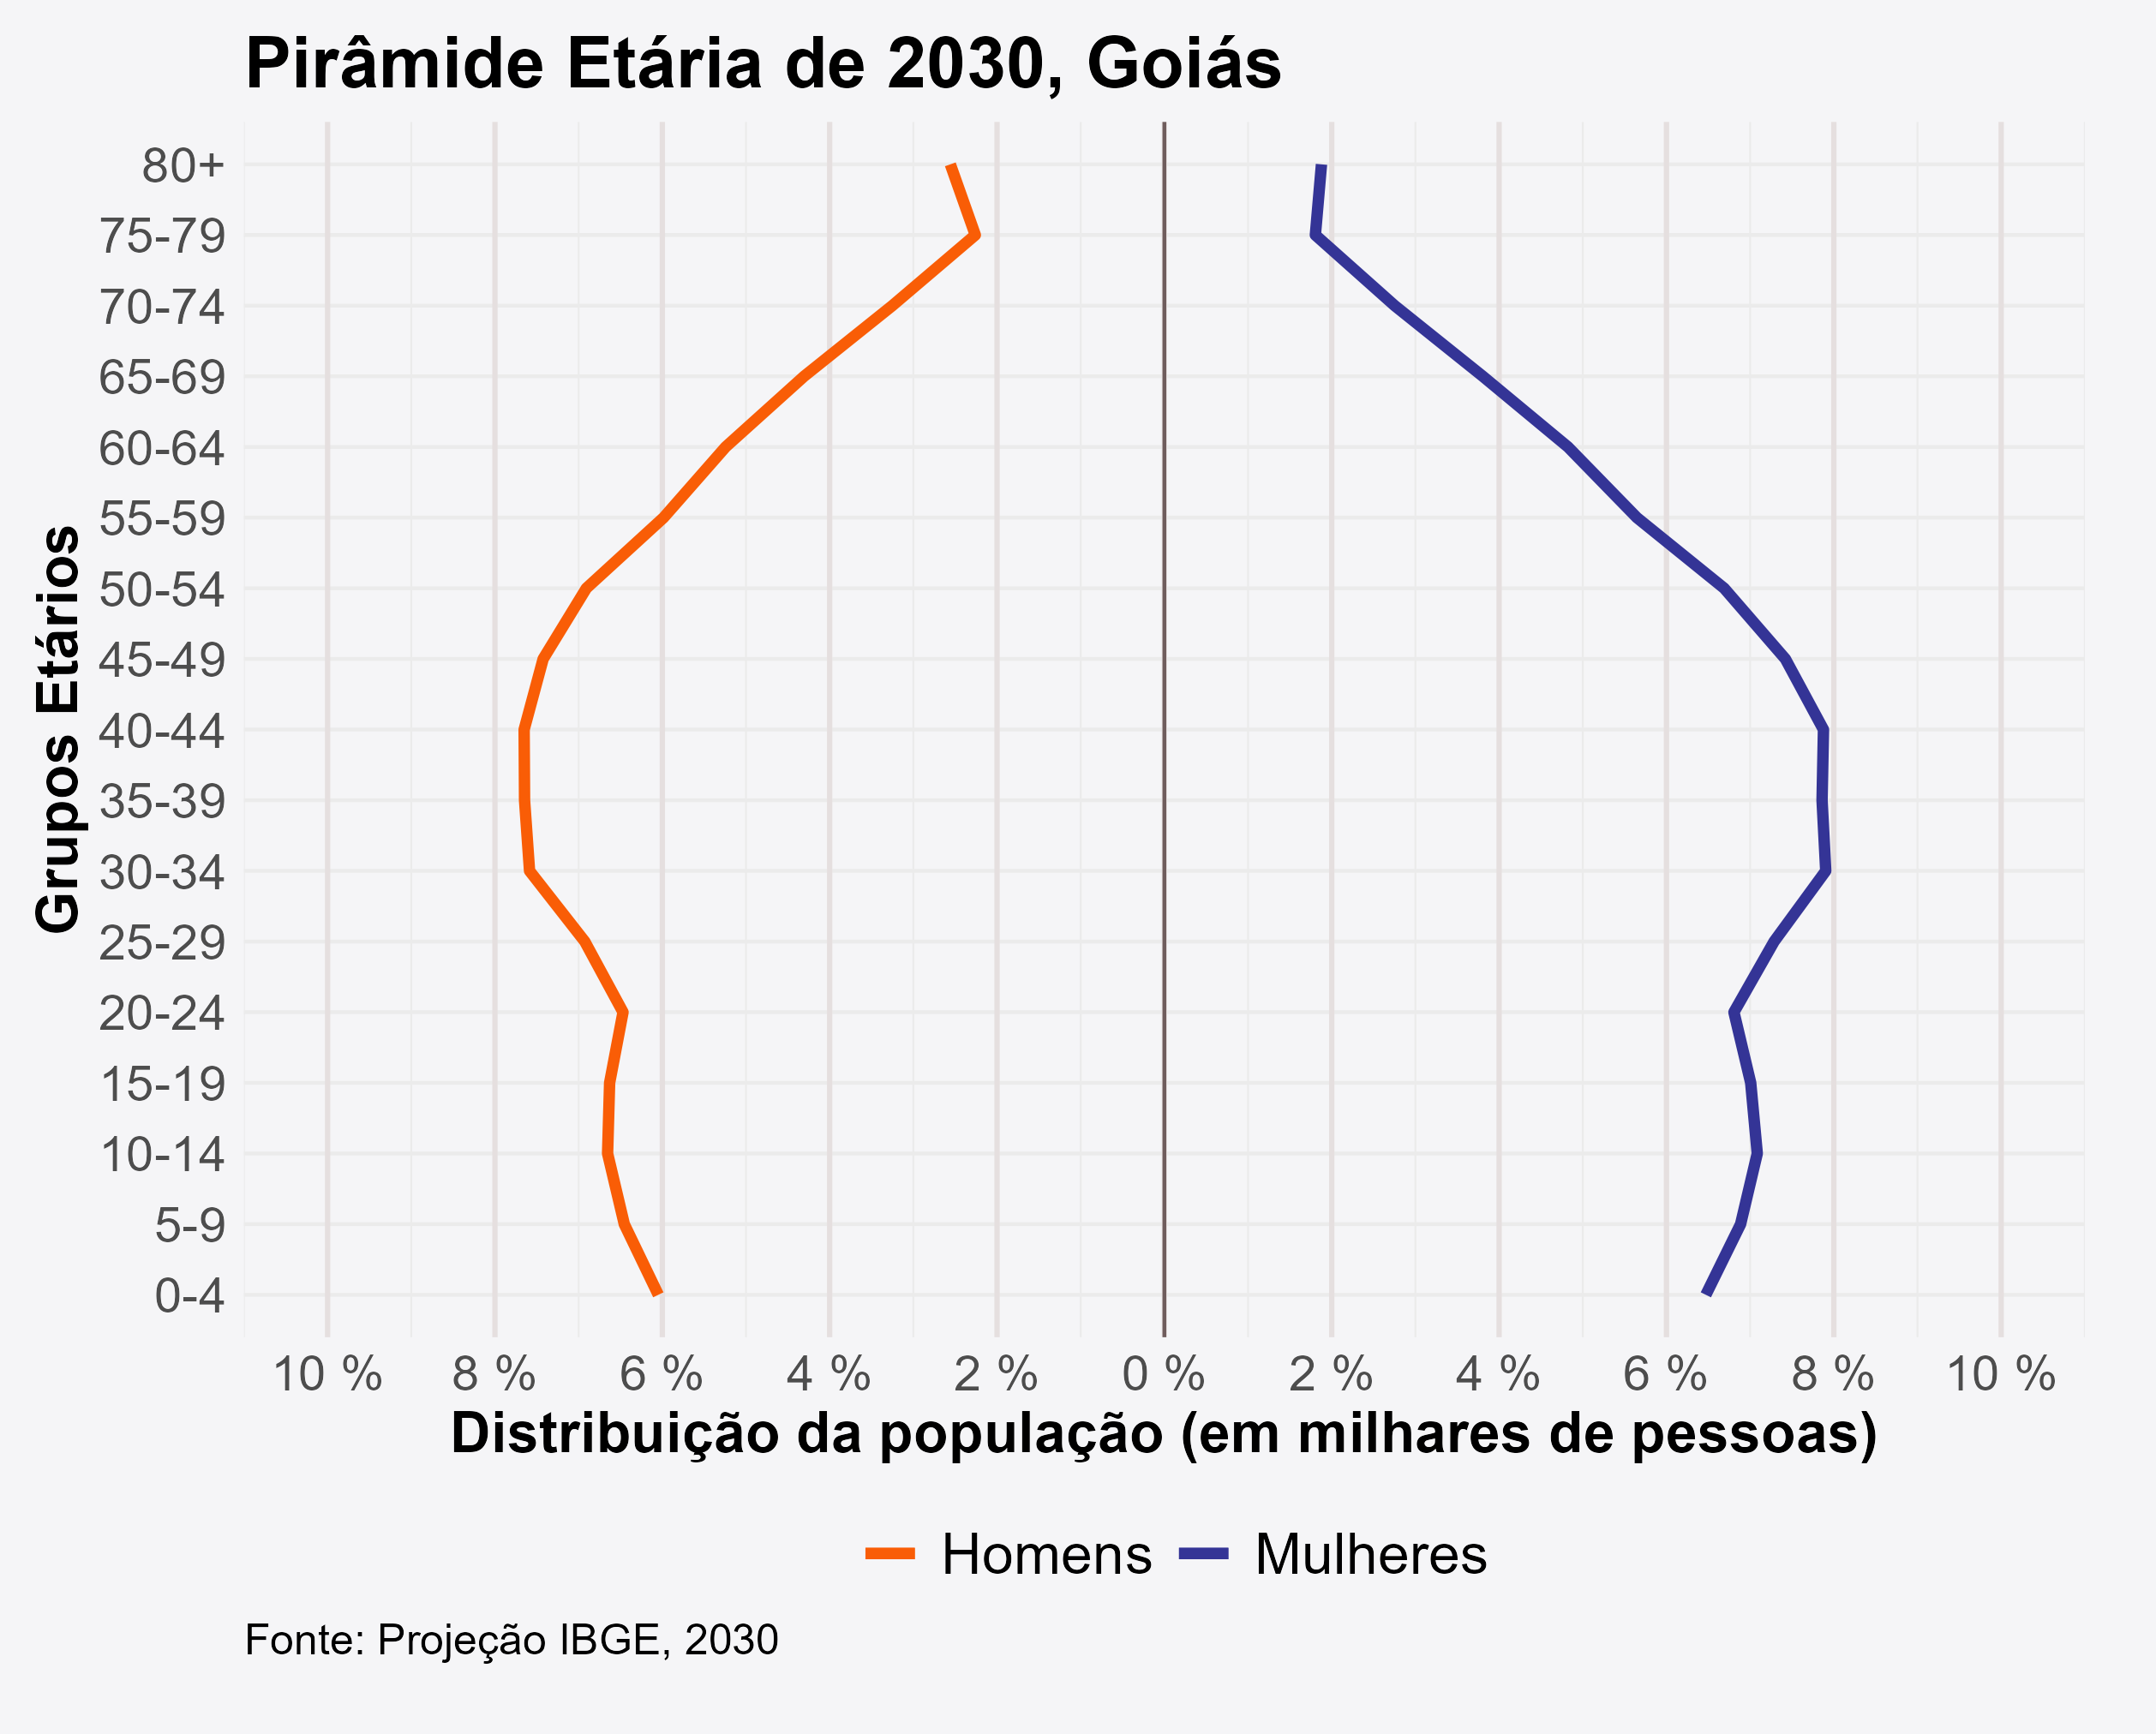 Pirâmide Etária de 2030, Goiás
Grupos Etários
80+
75-79
70-74
65-69
60-64
55-59
50-54
45-49
40-44
35-39
30-34
25-29
20-24
15-19
10-14
5-9
0-4
10 % 8 % 6 % 4 % 2 % 0 % 2 % 4 % 6 % 8 % 10 %
Distribuição da população (em milhares de pessoas)
Homens Mulheres
Fonte: Projeção IBGE, 2030